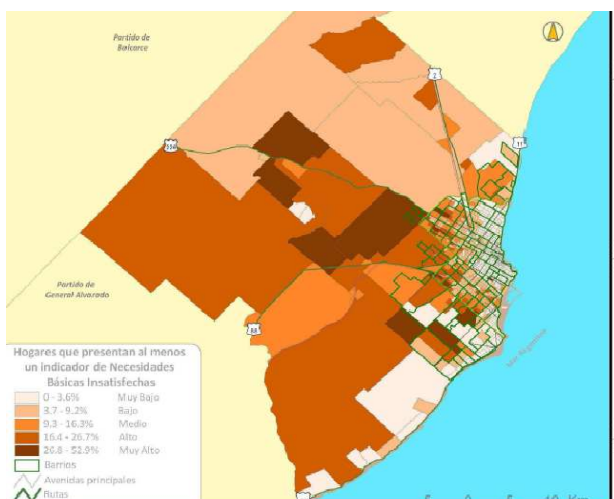 Partido de
Balcarce
2
11
226
Partido de
General Alvarado
88
Mar Argentino
Hogares que presentan al menos
un indicador de Necesidades
Básicas Insatisfechas
0 - 3,6% Muy Bajo
3,7 - 9,2% Bajo
9,3 - 16,3% Medio
16,4 - 26,7% Alto
26,8 - 52,9% Muy Alto
Barrios
Avenidas principales
Rutas